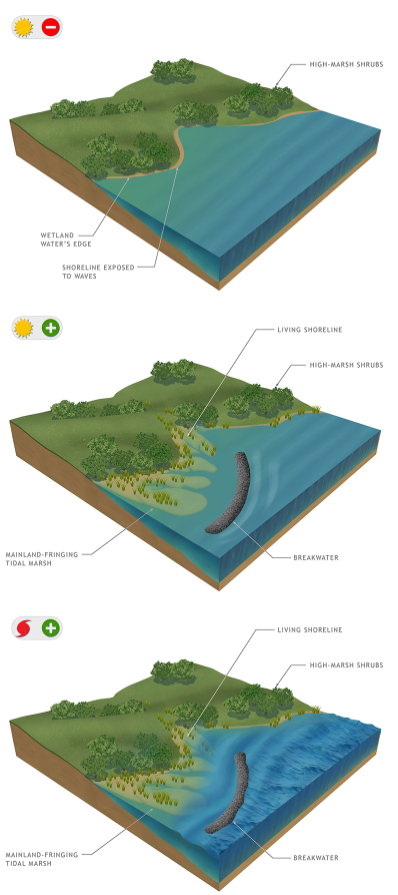 HIGH-MARSH SHRUBS
WETLAND
WATER'S EDGE
SHORELINE EXPOSED
TO WAVES
LIVING SHORELINE
HIGH-MARSH SHRUBS
MAINLAND-FRINGING
TIDAL MARSH
BREAKWATER
LIVING SHORELINE
HIGH-MARSH SHRUBS
MAINLAND-FRINGING
TIDAL MARSH
BREAKWATER